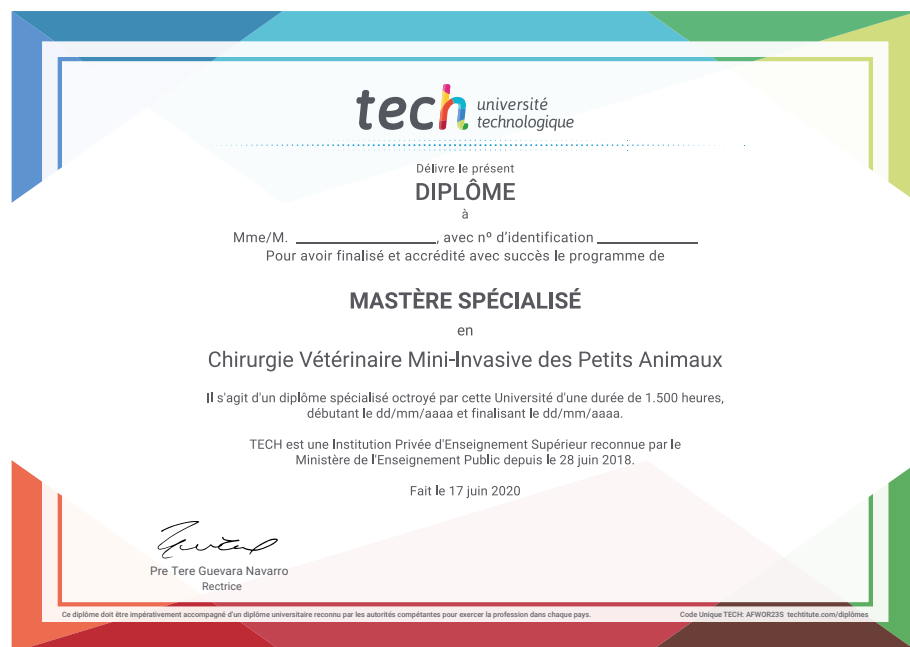 tech université
technologique
Délivre le présent
DIPLÔME
à
Mme/M. ____________________, avec nº d'identification ______________
Pour avoir finalisé et accrédité avec succès le programme de
MASTÈRE SPÉCIALISÉ
en
Chirurgie Vétérinaire Mini-Invasive des Petits Animaux
Il s'agit d'un diplôme spécialisé octroyé par cette Université d'une durée de 1.500 heures,
débutant le dd/mm/aaaa et finalisant le dd/mm/aaaa.
TECH est une Institution Privée d'Enseignement Supérieur reconnue par le
Ministère de l'Enseignement Public depuis le 28 juin 2018.
Fait le 17 juin 2020
Pre Tere Guevara Navarro
Rectrice
Ce diplôme doit être impérativement accompagné d'un diplôme universitaire reconnu par les autorités compétentes pour exercer la profession dans chaque pays.
Code Unique TECH: AFWOR23S techtitute.com/diplômes